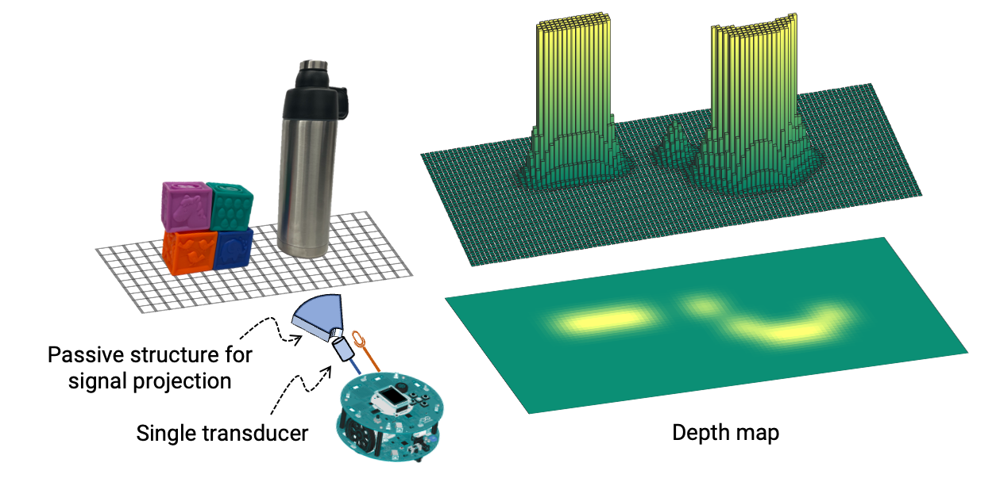 Passive structure for
signal projection
Single transducer
Depth map